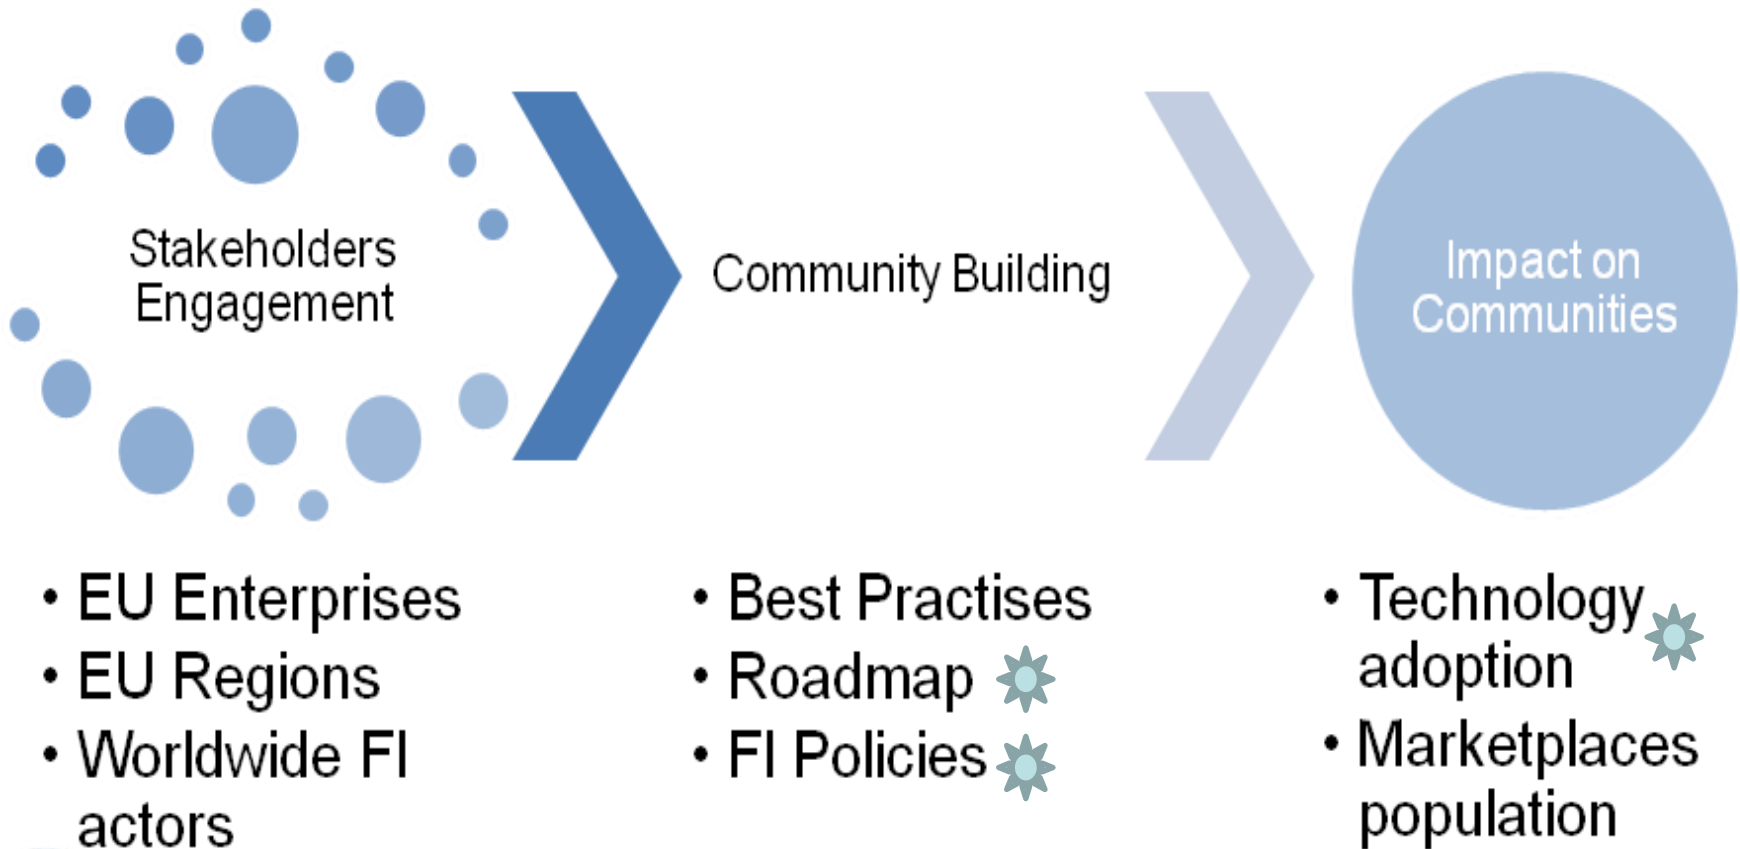 Stakeholders
Engagement
Community Building
Impact on
Communities
• EU Enterprises
• EU Regions
• Worldwide FI
actors
• Best Practises
• Roadmap
• FI Policies
• Technology
adoption
• Marketplaces
population